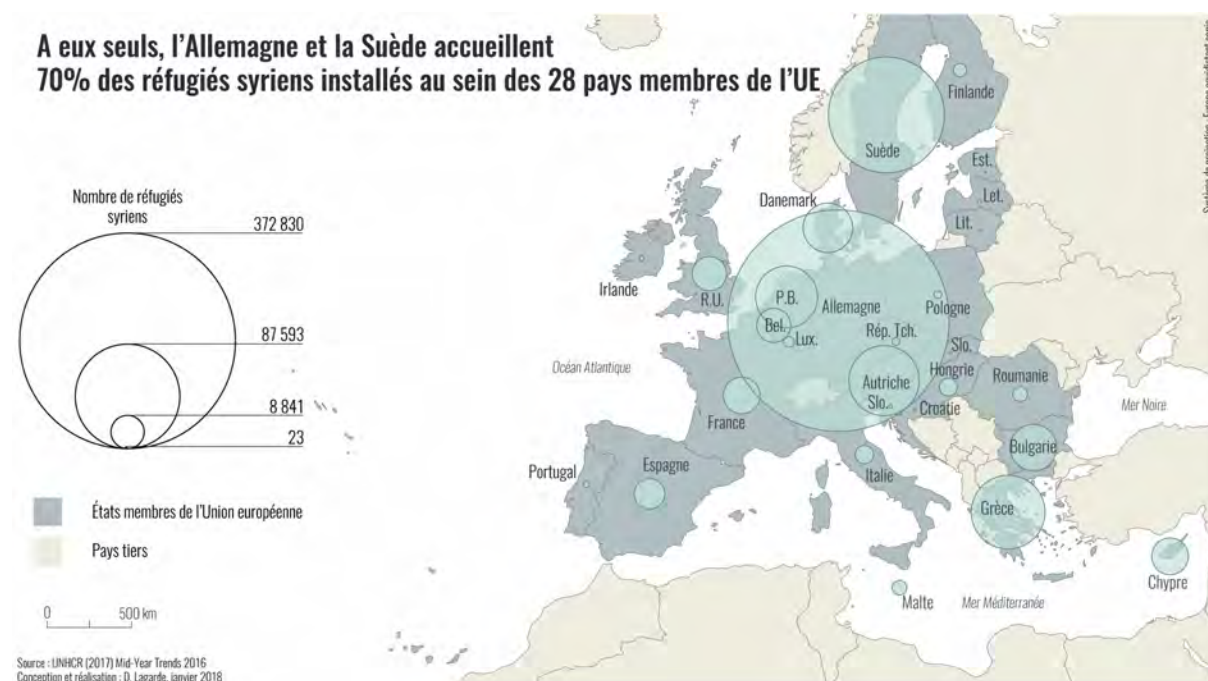 A eux seuls, l’Allemagne et la Suède accueillent
70% des réfugiés syriens installés au sein des 28 pays membres de l’UE
Nombre de réfugiés
syriens
372 830
87 593
8 841
23
États membres de l’Union européenne
Pays tiers
0 500 km
Source : UNHCR (2017) Mid-Year Trends 2016
Conception et réalisation : D. Lagarde, janvier 2018
Finlande
Suède
Est.
Let.
Lit.
Danemark
Irlande
R.U.
P.B.
Allemagne
Pologne
Bel.
Lux.
Rép. Tch.
Slo.
Océan Atlantique
Hongrie
Roumanie
Autriche
Slo.
Croatie
Mer Noire
France
Bulgarie
Portugal
Espagne
Italie
Grèce
Chypre
Malte
Mer Méditerranée